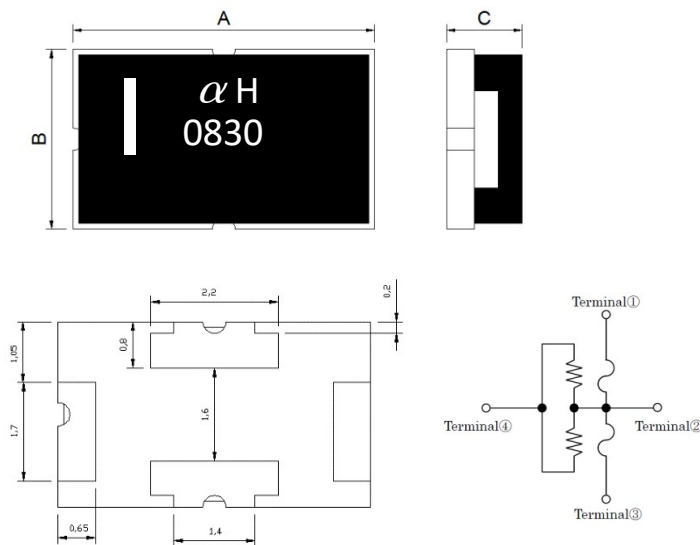 A
C
B
α H
0830
2,2
0,2
0,8
1,05
1,6
1,7
0,65
1,4
Terminal①
Terminal④
Terminal②
Terminal③